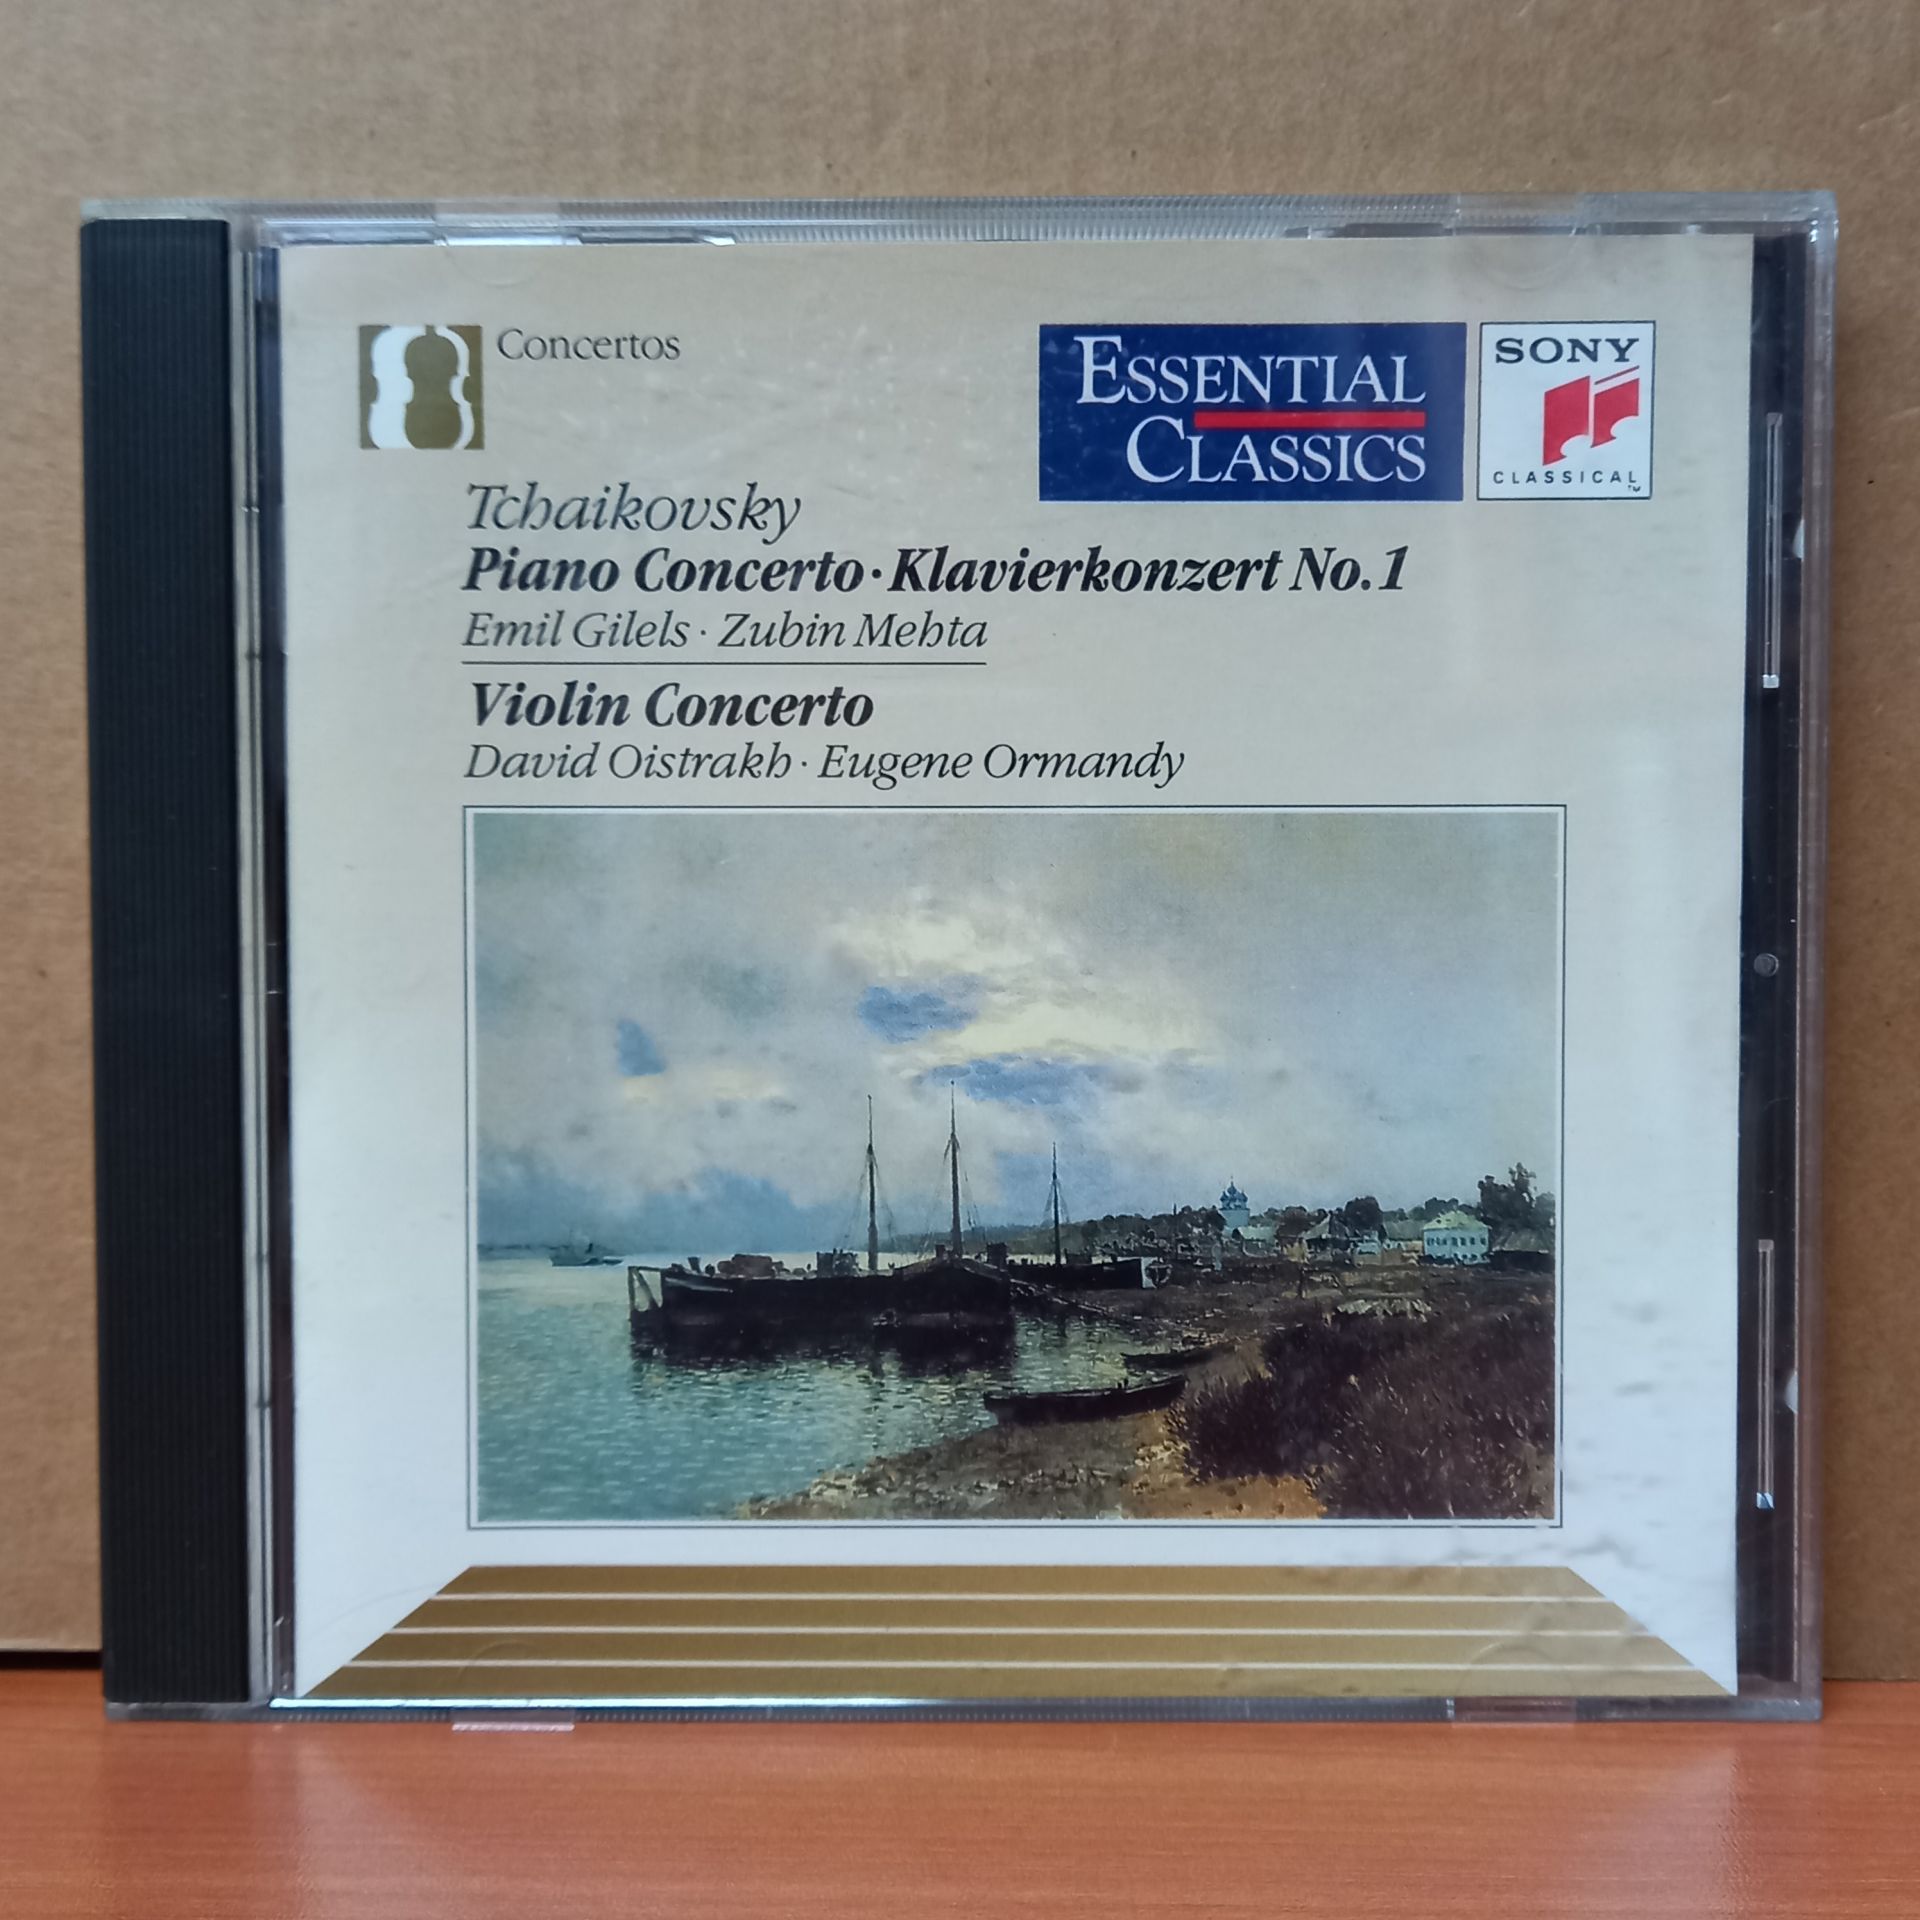 Concertos
ESSENTIAL
CLASSICS
SONY
CLASSICAL
TM
Tchaikovsky
Piano Concerto · Klavierkonzert No. 1
Emil Gilels · Zubin Mehta
Violin Concerto
David Oistrakh · Eugene Ormandy